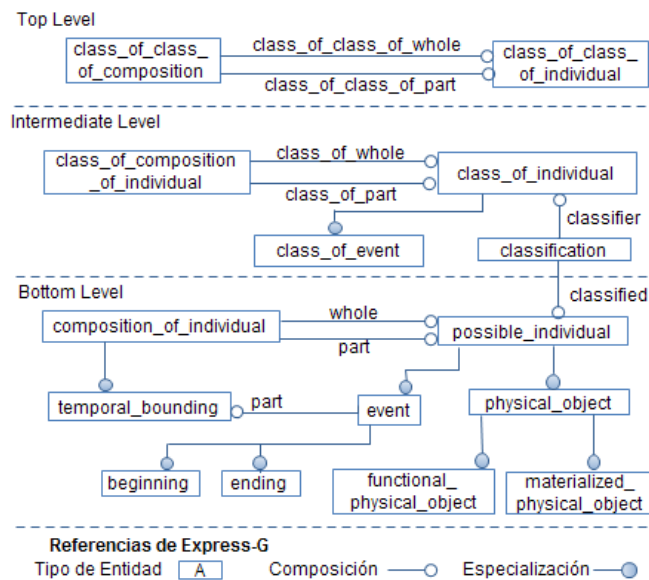 Top Level
class_of_class_
of_composition
class_of_class_of_whole
class_of_class_of_part
class_of_class_
of_individual
Intermediate Level
class_of_composition
_of_individual
class_of_whole
class_of_part
class_of_individual
classifier
class_of_event
classification
Bottom Level
classified
composition_of_individual
whole
part
possible_individual
temporal_bounding
part
event
physical_object
beginning
ending
functional_
physical_object
materialized_
physical_object
Referencias de Express-G
Tipo de Entidad A Composición Especialización